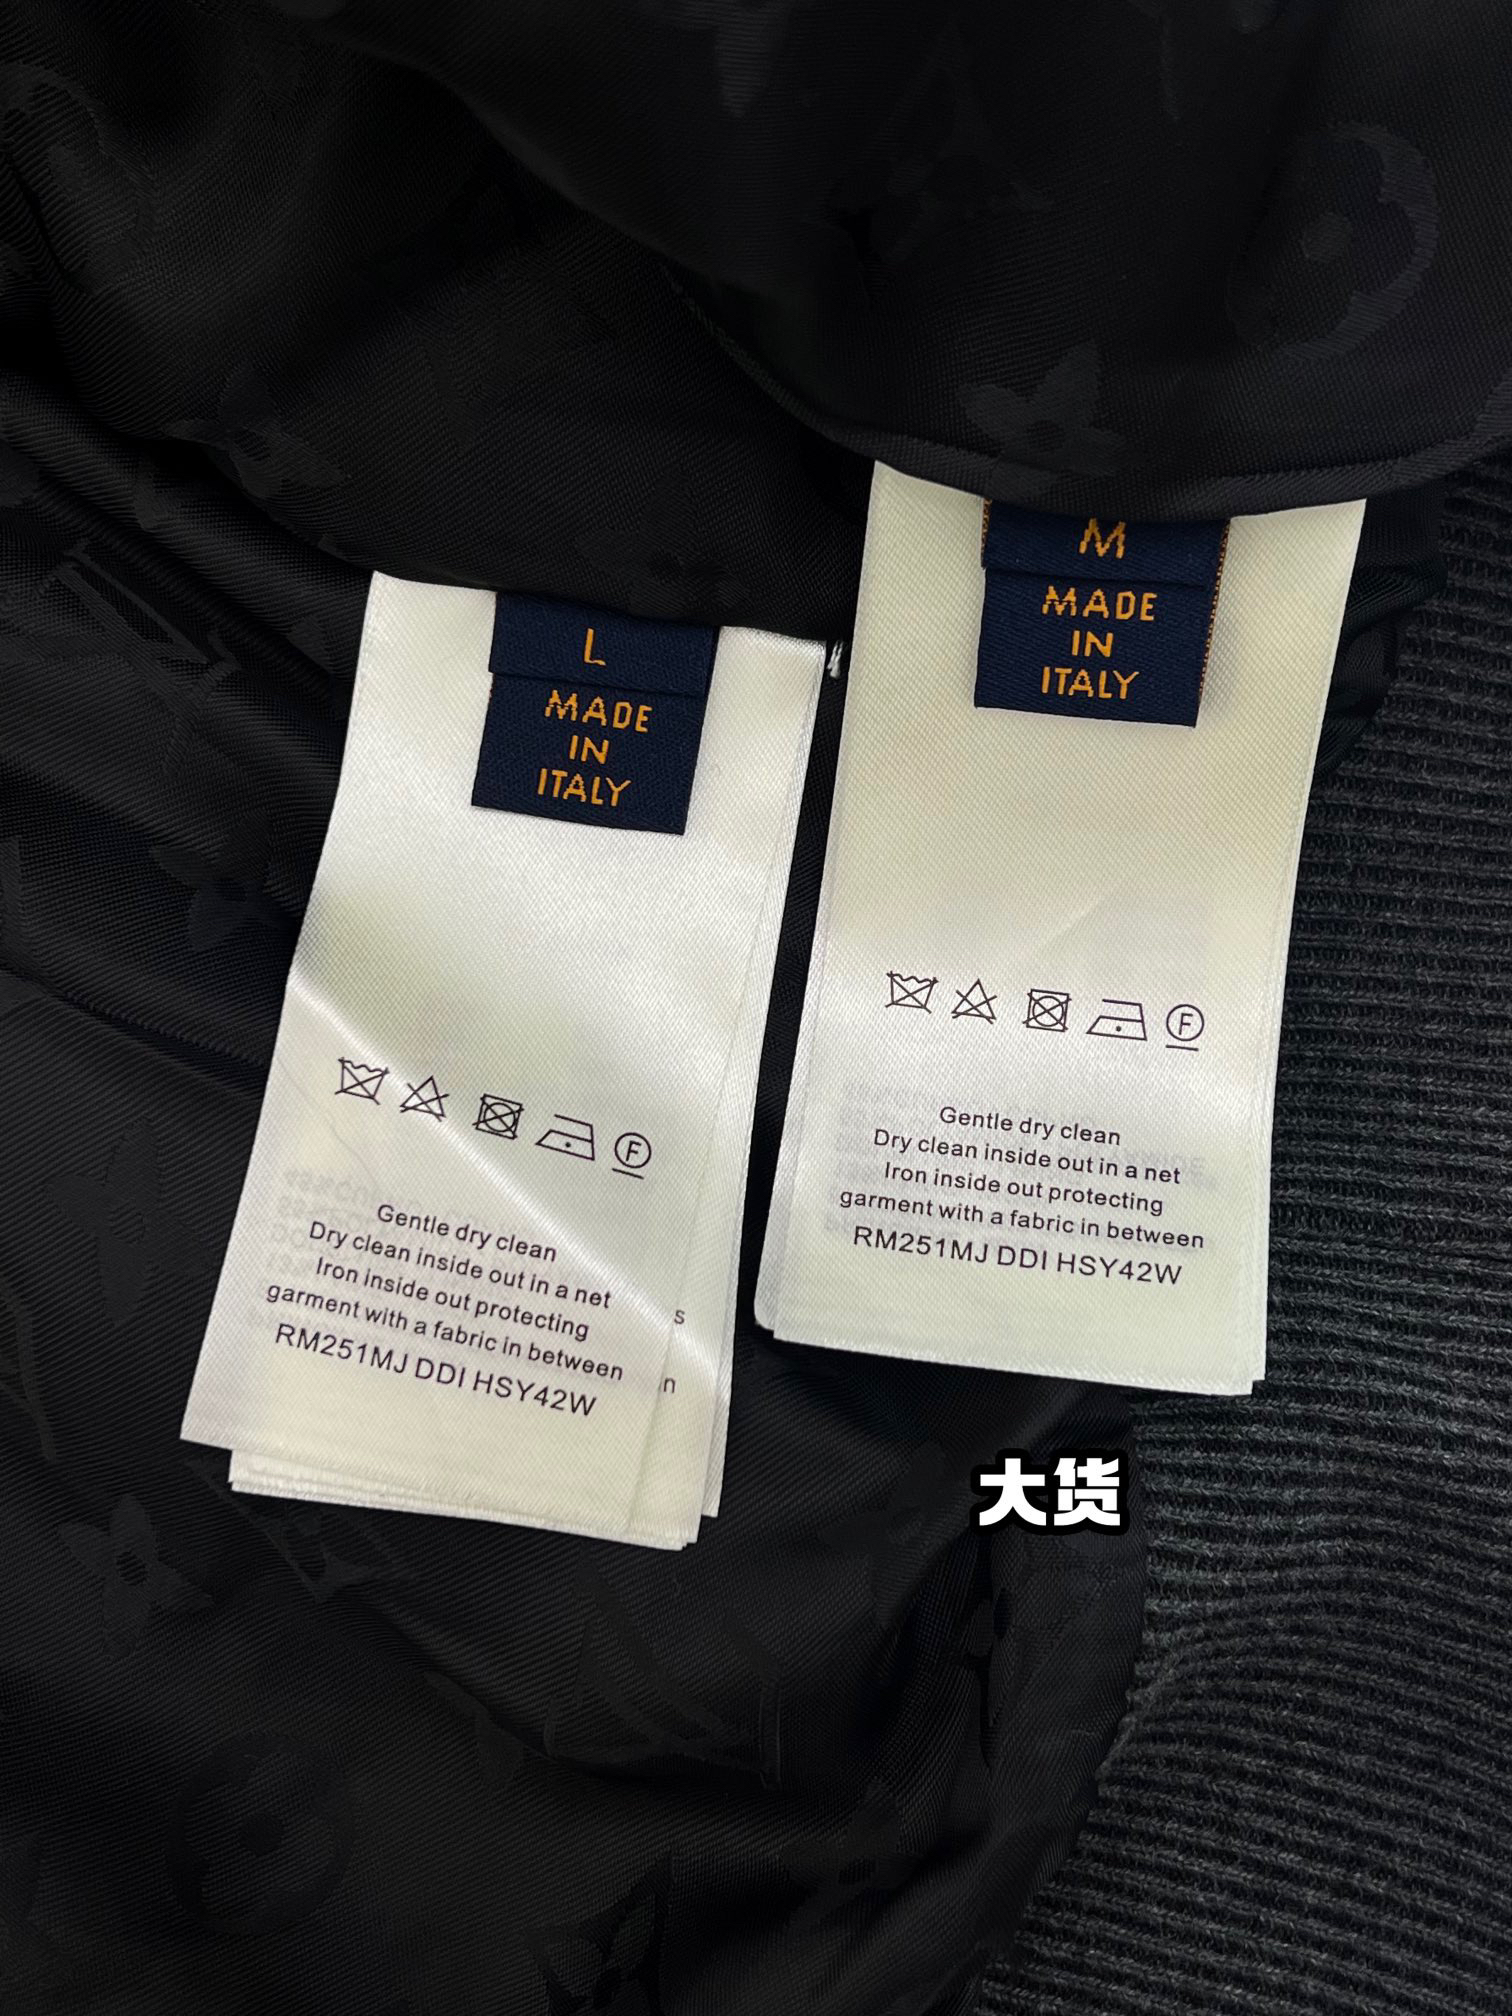 L
MADE
IN
ITALY
F
Gentle dry clean
Dry clean inside out in a net
Iron inside out protecting
garment with a fabric in between
RM251MJ DDI HSY42W
s
n
M
MADE
IN
ITALY
F
Gentle dry clean
Dry clean inside out in a net
Iron inside out protecting
garment with a fabric in between
RM251MJ DDI HSY42W
大货